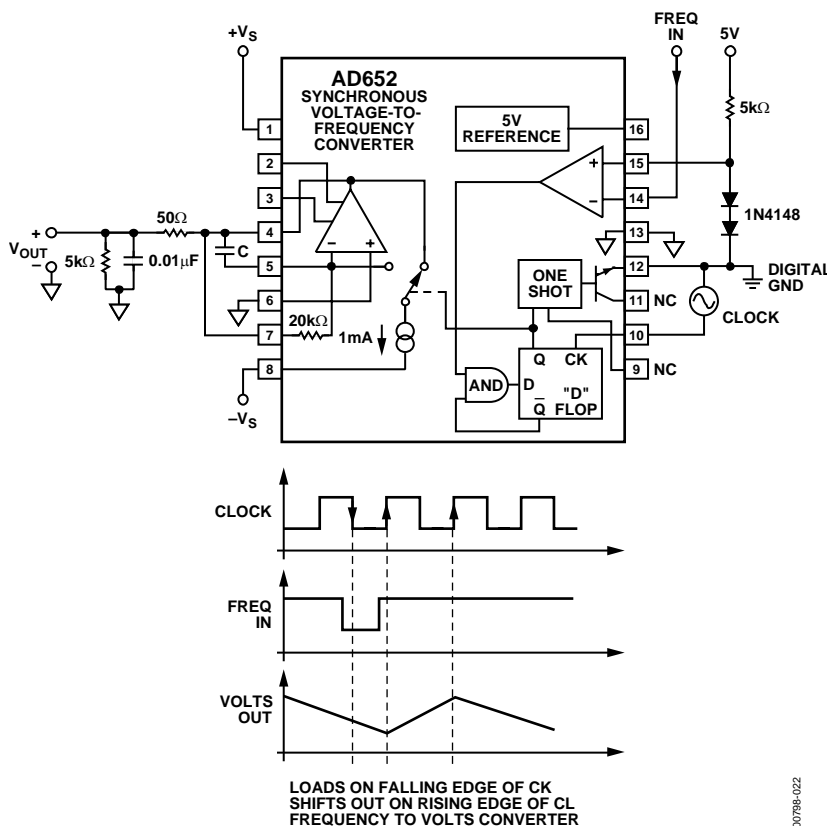 +VS
FREQ
IN
5V
AD652
SYNCHRONOUS
VOLTAGE-TO-
FREQUENCY
CONVERTER
5V
REFERENCE
5kΩ
1
2
3
4
5
6
7
8
16
15
14
13
12
11
10
9
+
–
1N4148
50Ω
+
VOUT
–
5kΩ
0.01µF
C
–
+
20kΩ
1mA
–VS
ONE
SHOT
NC
NC
DIGITAL
GND
CLOCK
AND
Q
CK
D
"D"
Q
FLOP
CLOCK
FREQ
IN
VOLTS
OUT
LOADS ON FALLING EDGE OF CK
SHIFTS OUT ON RISING EDGE OF CL
FREQUENCY TO VOLTS CONVERTER
00798-022